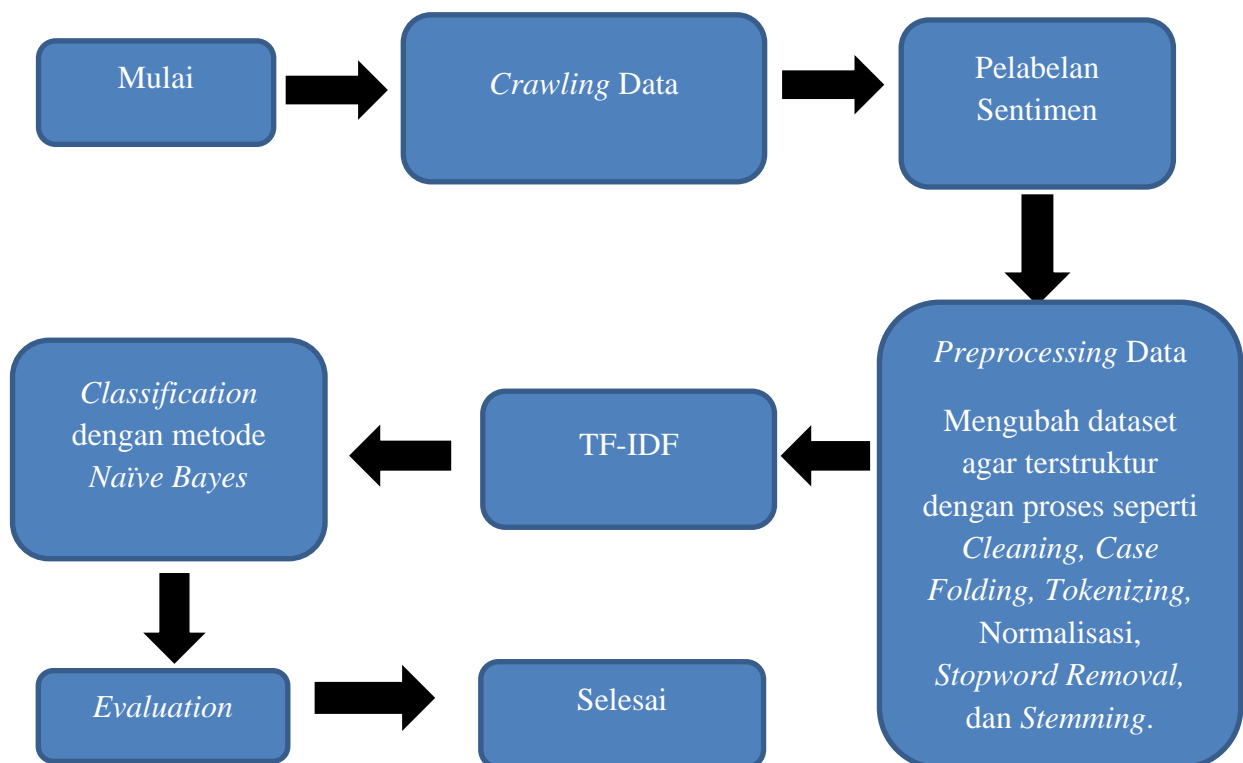 Mulai
Crawling Data
Pelabelan
Sentimen
Preprocessing Data
Mengubah dataset
agar terstruktur
dengan proses seperti
Cleaning, Case
Folding, Tokenizing,
Normalisasi,
Stopword Removal,
dan Stemming.
TF-IDF
Classification
dengan metode
Naïve Bayes
Evaluation
Selesai